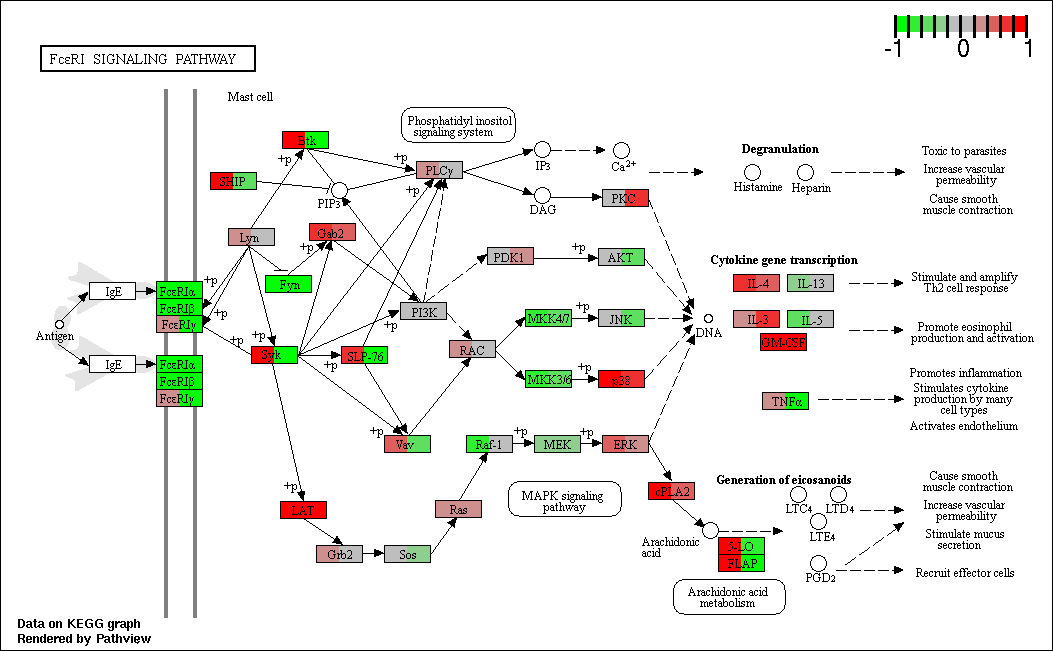 -1 0 1
FcεRI SIGNALING PATHWAY
Mast cell
Phosphatidyl inositol
signaling system
Degranulation
Toxic to parasites
Increase vascular
permeability
Cause smooth
muscle contraction
Histamine
Heparin
+p
Btk
+p
PLCγ
+p
IP3
Ca2+
SHIP
PIP3
DAG
PKC
Lyn
Gab2
+p
PDK1
+p
AKT
Cytokine gene transcription
IL-4
IL-13
Stimulate and amplify
Th2 cell response
Fyn
IgE
FcεRIα
FcεRIβ
FcεRIγ
+p
+p
Antigen
IgE
FcεRIα
FcεRIβ
FcεRIγ
PI3K
+p
MKK4/7
+p
JNK
DNA
IL-3
IL-5
GM-CSF
Promote eosinophil
production and activation
+p
Syk
+p
SLP-76
RAC
MKK3/6
+p
p38
TNFα
Promotes inflammation
Stimulates cytokine
production by many
cell types
Activates endothelium
+p
Vav
Raf-1
+p
MEK
+p
ERK
+p
LAT
Ras
MAPK signaling
pathway
cPLA2
Generation of eicosanoids
LTC4
LTD4
LTE4
PGD2
Cause smooth
muscle contraction
Increase vascular
permeability
Stimulate mucus
secretion
Recruit effector cells
Grb2
Sos
Arachidonic
acid
5-LO
FLAP
Arachidonic acid
metabolism
Data on KEGG graph
Rendered by Pathview